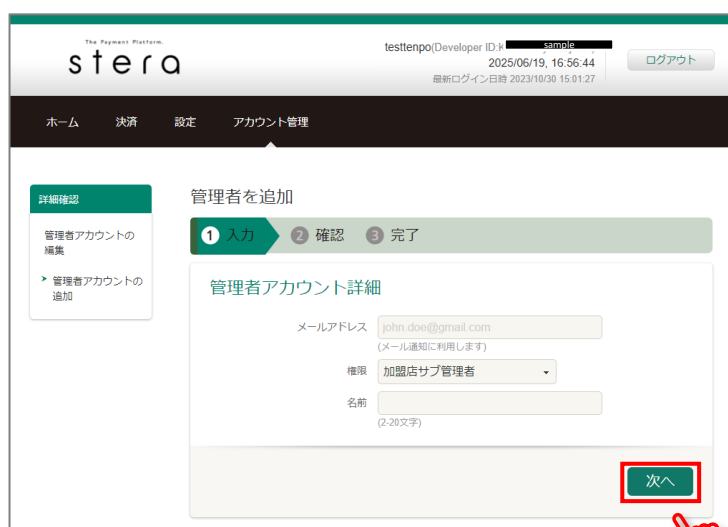 The Payment Platform.
stera
testtenpo(Developer ID:K sample
2025/06/19, 16:56:44
最新ログイン日時 2023/10/30 15:01:27
ログアウト
ホーム 決済 設定 アカウント管理
詳細確認
管理者アカウントの
編集
管理者アカウントの
追加
管理者を追加
1 入力 2 確認 3 完了
管理者アカウント詳細
メールアドレス john.doe@gmail.com
(メール通知に利用します)
権限 加盟店サブ管理者
名前
(2-20文字)
次へ